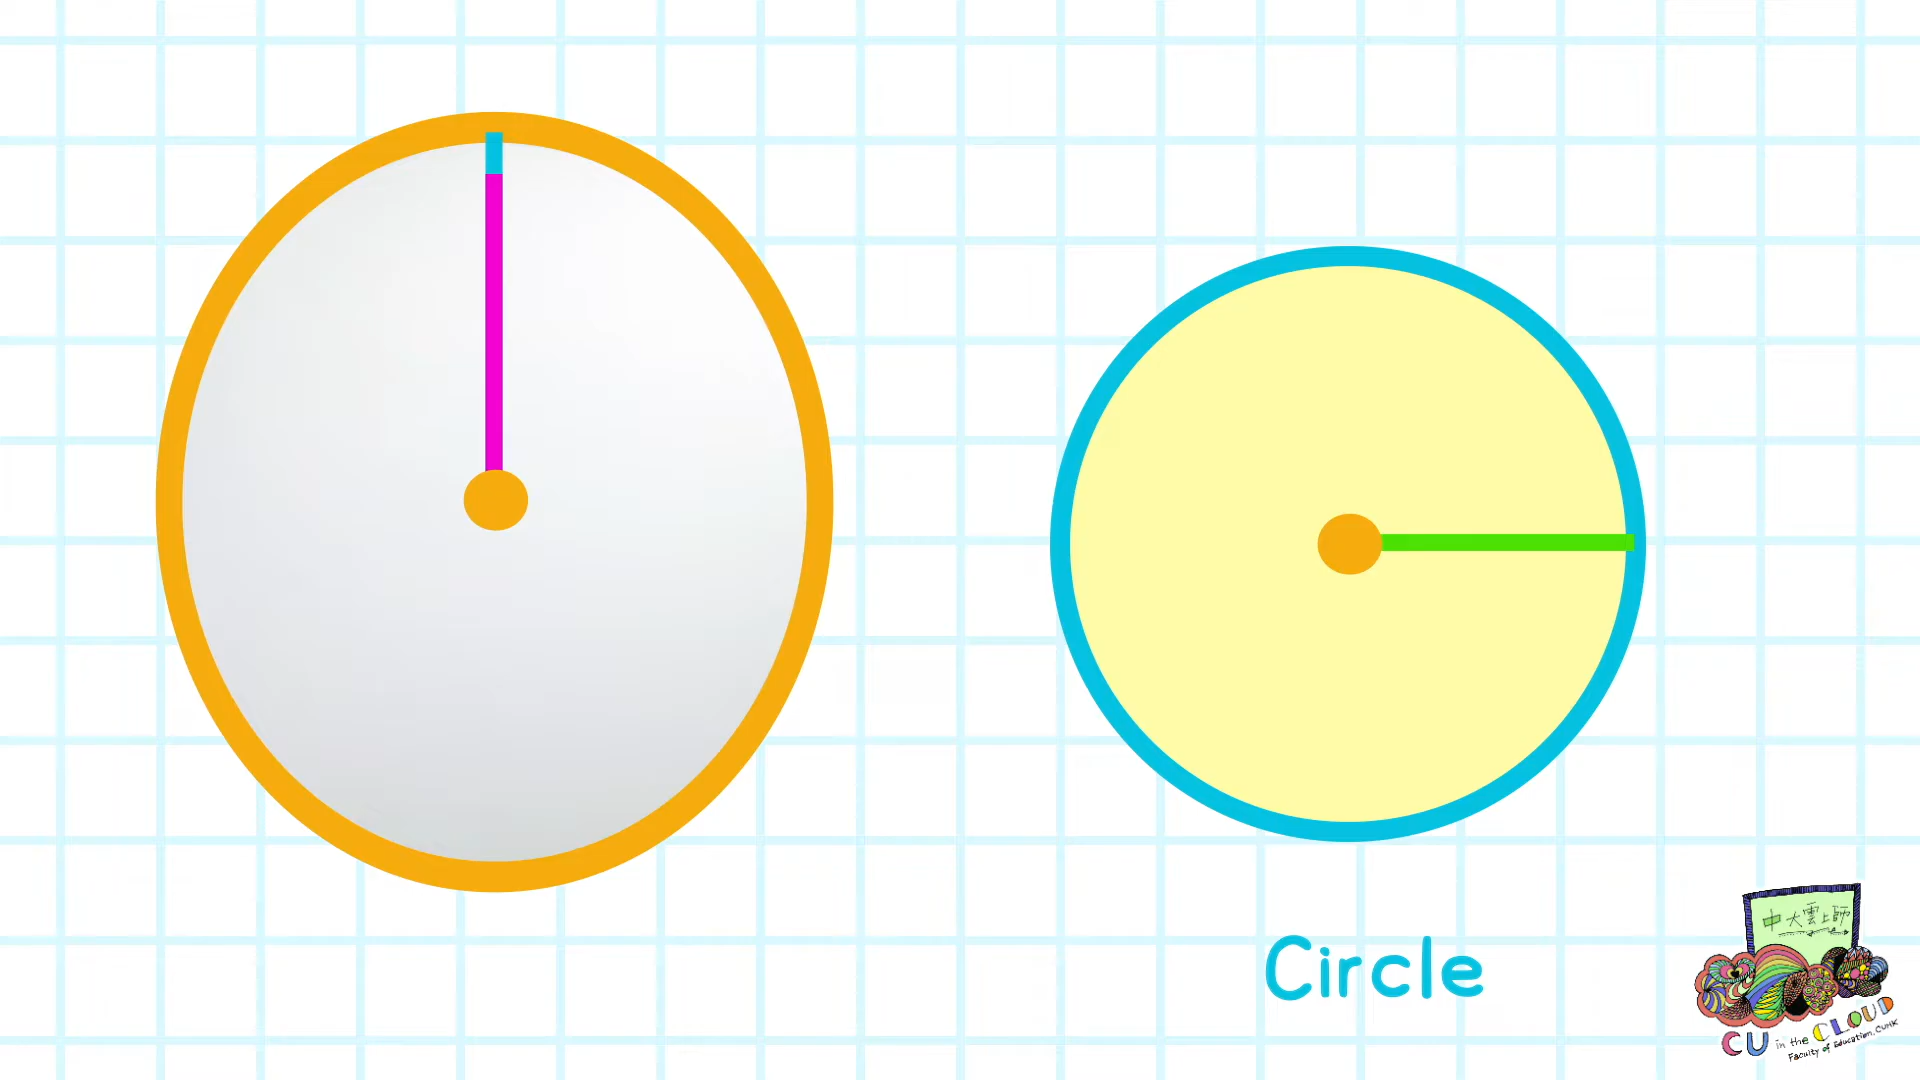 Circle
中大雲上師
CU in the CLOUD
Faculty of Education, CUHK